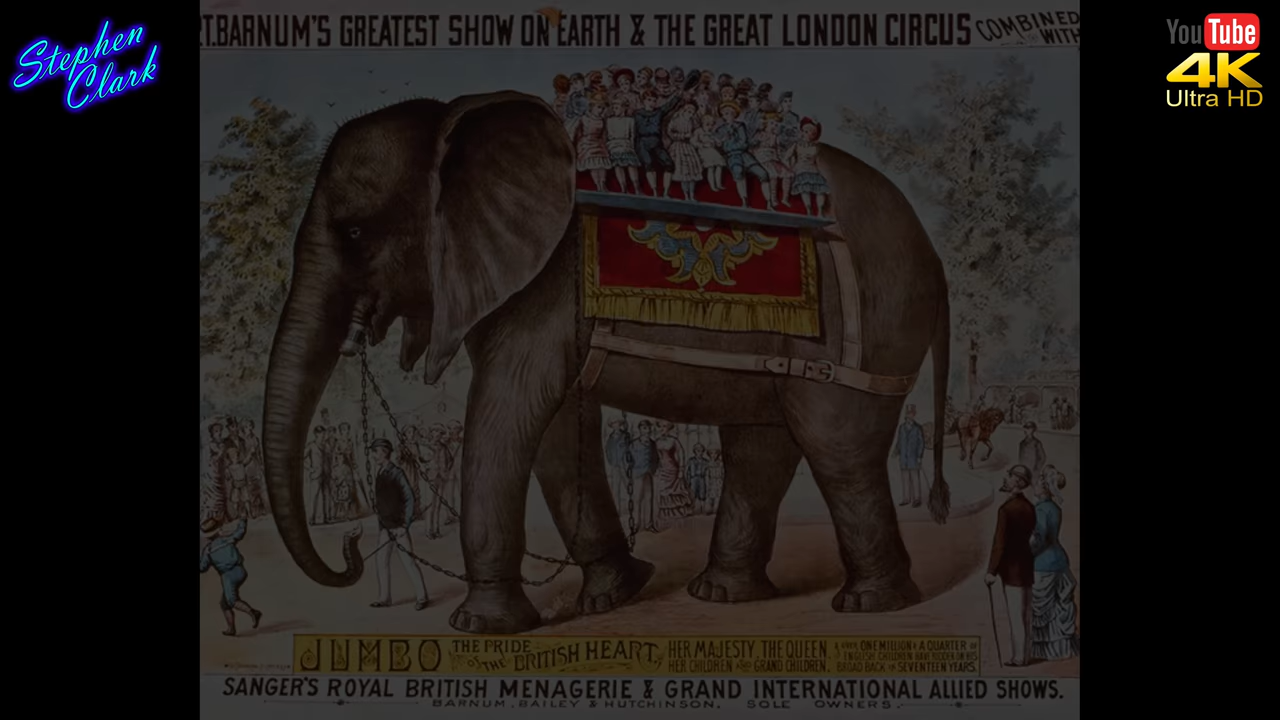 Stephen
Clark
YouTube
4K
Ultra HD
.T.BARNUM'S GREATEST SHOW ON EARTH & THE GREAT LONDON CIRCUS COMBINED WITH
JUMBO THE PRIDE OF THE BRITISH HEART, HER MAJESTY, THE QUEEN,
HER CHILDREN AND GRAND CHILDREN,
& OVER ONE MILLION & A QUARTER OF
ENGLISH CHILDREN HAVE RIDDEN IN HIS
BROAD BACK IN SEVENTEEN YEARS.
SANGER'S ROYAL BRITISH MENAGERIE & GRAND INTERNATIONAL ALLIED SHOWS.
BARNUM, BAILEY & HUTCHINSON, SOLE OWNERS.